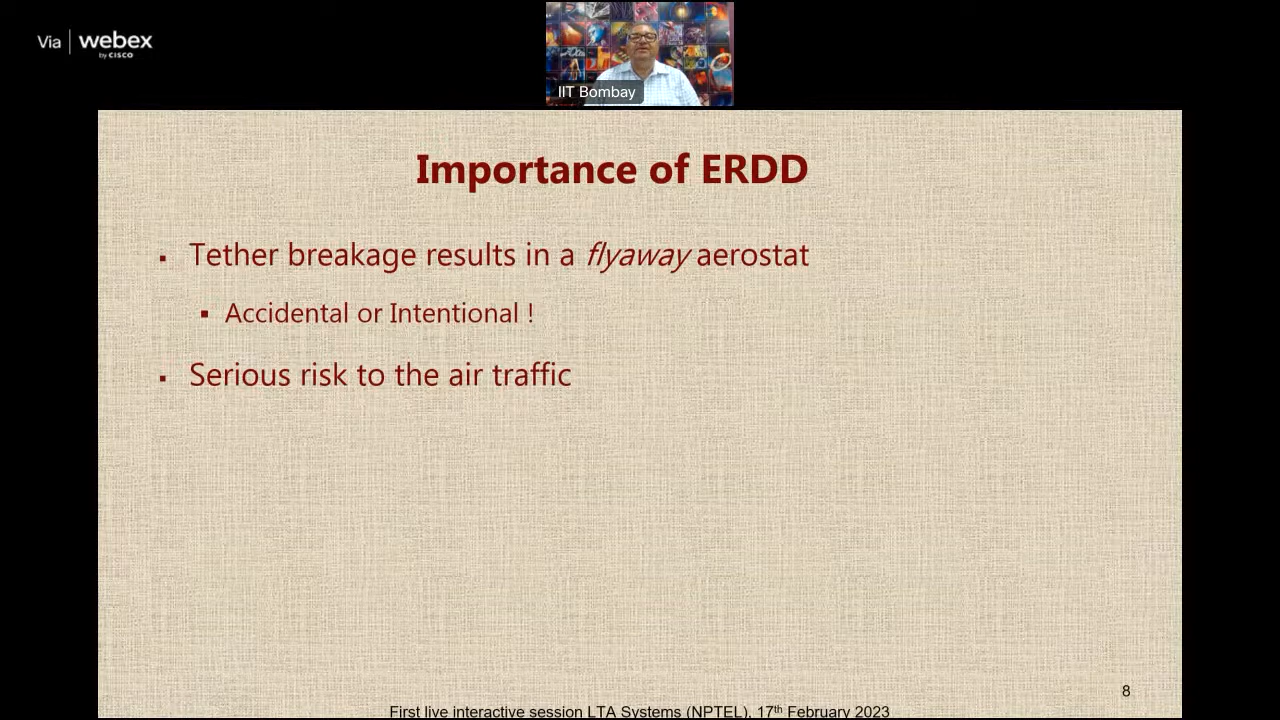 Via | webex
by CISCO
IIT Bombay
Importance of ERDD
▪ Tether breakage results in a flyaway aerostat
▪ Accidental or Intentional !
▪ Serious risk to the air traffic
8
First live interactive session LTA Systems (NPTEL), 17th February 2023